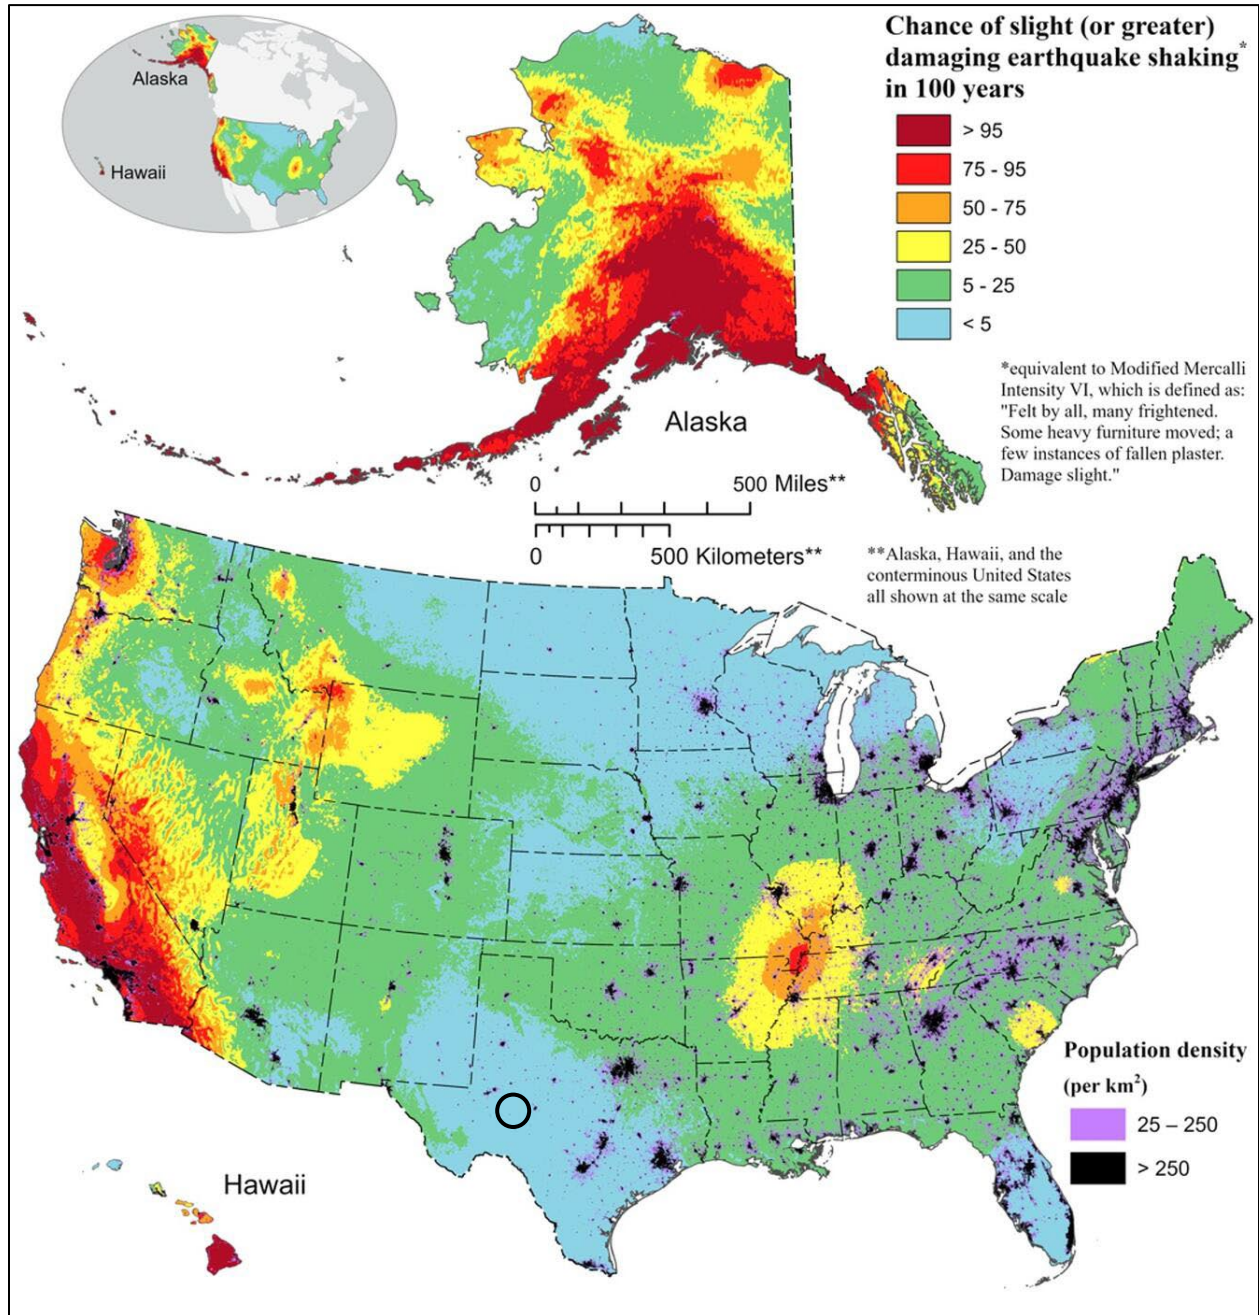 Chance of slight (or greater)
damaging earthquake shaking*
in 100 years
> 95
75 - 95
50 - 75
25 - 50
5 - 25
< 5
*equivalent to Modified Mercalli
Intensity VI, which is defined as:
"Felt by all, many frightened.
Some heavy furniture moved; a
few instances of fallen plaster.
Damage slight."
Alaska
Hawaii
Alaska
0 500 Miles**
0 500 Kilometers**
**Alaska, Hawaii, and the
conterminous United States
all shown at the same scale
Hawaii
Population density
(per km²)
25 – 250
> 250